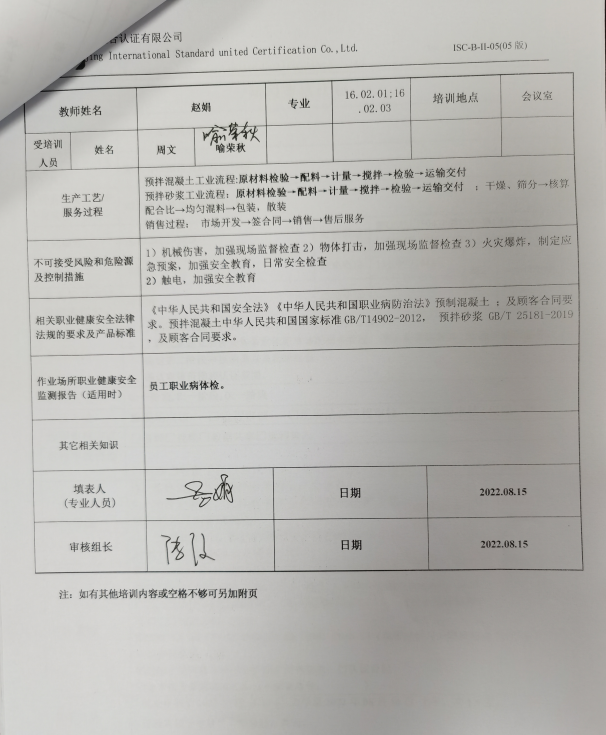 合认证有限公司
jing International Standard united Certification Co.,Ltd.
ISC-B-II-05(05 版)
教师姓名 赵娟 专业 16.02.01;16.02.03 培训地点 会议室
受培训人员 姓名 周文 喻荣秋 喻荣秋
生产工艺/服务过程
预拌混凝土工业流程:原材料检验→配料→计量→搅拌→检验→运输交付
预拌砂浆工业流程:原材料检验→配料→计量→搅拌→检验→运输交付 ：干燥、筛分→核算
配合比→均匀混料→包装，散装
销售过程： 市场开发→签合同→销售→售后服务
不可接受风险和危险源及控制措施
1）机械伤害，加强现场监督检查 2）物体打击，加强现场监督检查 3）火灾爆炸，制定应
急预案，加强安全教育，日常安全检查
2）触电，加强安全教育
相关职业健康安全法律法规的要求及产品标准
《中华人民共和国安全法》《中华人民共和国职业病防治法》预制混凝土 ；及顾客合同要
求。预拌混凝土中华人民共和国国家标准 GB/T14902-2012， 预拌砂浆 GB/T 25181-2019
，及顾客合同要求。
作业场所职业健康安全监测报告（适用时）
员工职业病体检。
其它相关知识
填表人
(专业人员)
赵娟 日期 2022.08.15
审核组长 日期 2022.08.15
注：如有其他培训内容或空格不够可另加附页